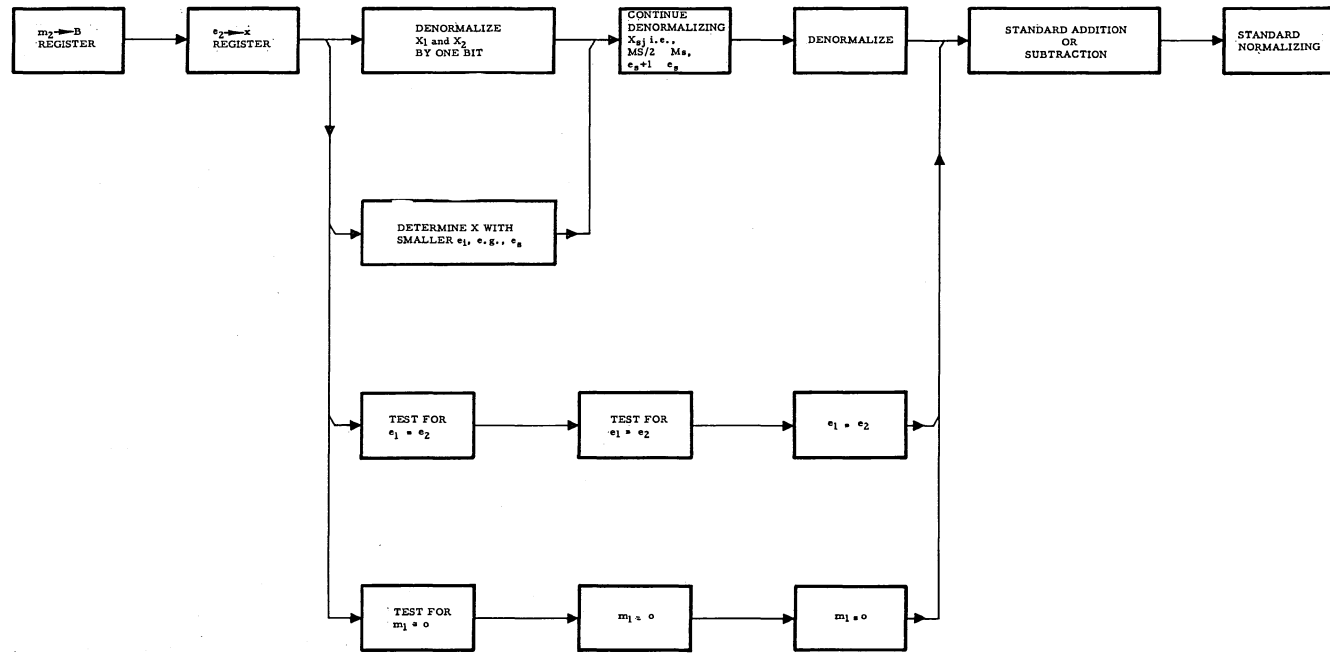 m₂→B
REGISTER
e₂→x
REGISTER
DENORMALIZE
X₁ and X₂
BY ONE BIT
CONTINUE
DENORMALIZING
Xsj i.e.,
MS/2 Ms,
eₛ+1 eₛ
DENORMALIZE
STANDARD ADDITION
OR
SUBTRACTION
STANDARD
NORMALIZING
DETERMINE X WITH
SMALLER e₁, e.g., eₛ
TEST FOR
e₁ = e₂
TEST FOR
e₁ = e₂
e₁ = e₂
TEST FOR
m₁ = o
m₁ = o
m₁ = o